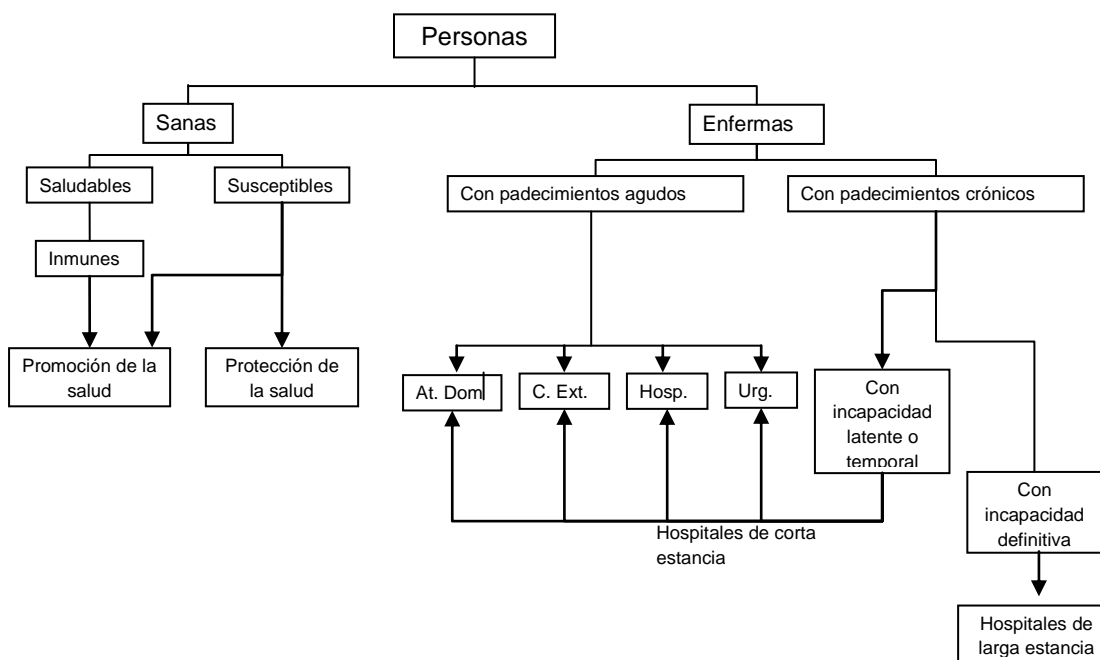 Personas
Sanas
Enfermas
Saludables
Susceptibles
Con padecimientos agudos
Con padecimientos crónicos
Inmunes
Promoción de la
salud
Protección de
la salud
At. Dom
C. Ext.
Hosp.
Urg.
Con
incapacidad
latente o
temporal
Hospitales de corta
estancia
Con
incapacidad
definitiva
Hospitales de
larga estancia